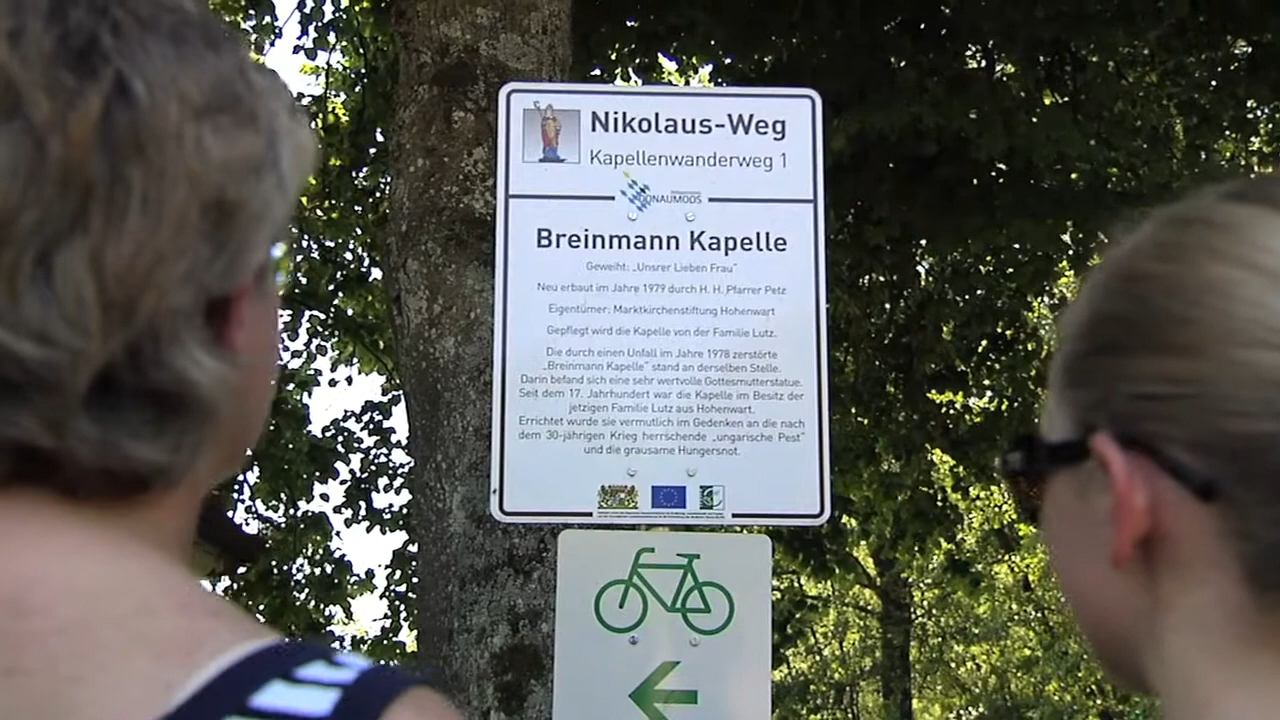 Nikolaus-Weg
Kapellenwanderweg 1
DONAUMOOS
Breinmann Kapelle
Geweiht: „Unsrer Lieben Frau"
Neu erbaut im Jahre 1979 durch H. H. Pfarrer Petz
Eigentümer: Marktkirchenstiftung Hohenwart
Gepflegt wird die Kapelle von der Familie Lutz.
Die durch einen Unfall im Jahre 1978 zerstörte
„Breinmann Kapelle" stand an derselben Stelle.
Darin befand sich eine sehr wertvolle Gottesmutterstatue.
Seit dem 17. Jahrhundert war die Kapelle im Besitz der
jetzigen Familie Lutz aus Hohenwart.
Errichtet wurde sie vermutlich im Gedenken an die nach
dem 30-jährigen Krieg herrschende „ungarische Pest"
und die grausame Hungersnot.